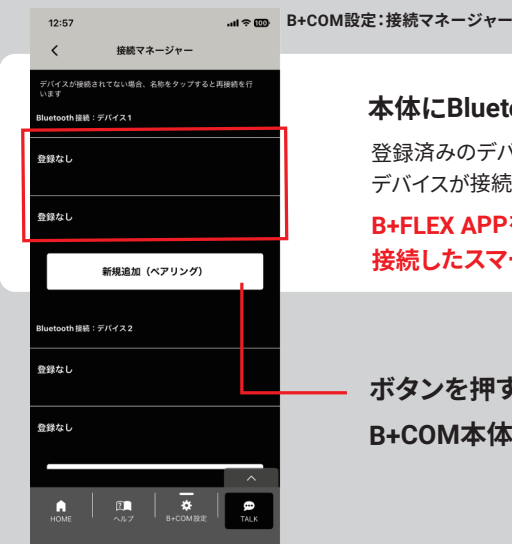 12:57
100
B+COM設定：接続マネージャー
接続マネージャー
デバイスが接続されてない場合、名称をタップすると再接続を行
います
Bluetooth 接続：デバイス 1
登録なし
登録なし
新規追加（ペアリング）
Bluetooth 接続：デバイス 2
登録なし
登録なし
HOME
ヘルプ
B+COM 設定
TALK
本体にBluet
登録済みのデバ
デバイスが接続
B+FLEX APP
接続したスマー
ボタンを押す
B+COM本体